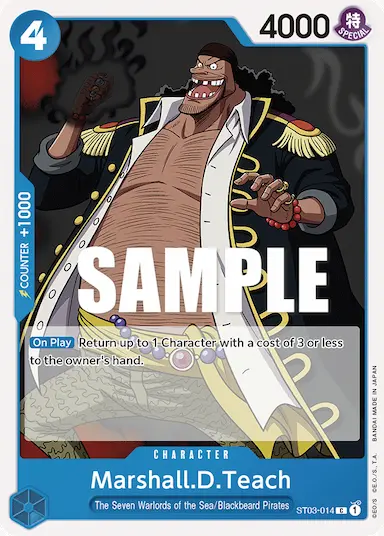 4
4000
特
SPECIAL
COUNTER +1000
SAMPLE
On Play Return up to 1 Character with a cost of 3 or less
to the owner's hand.
CHARACTER
Marshall.D.Teach
The Seven Warlords of the Sea/Blackbeard Pirates
ST03-014 C 1
©E.O/S ©E.O./S.,T.A. BANDAI MADE IN JAPAN